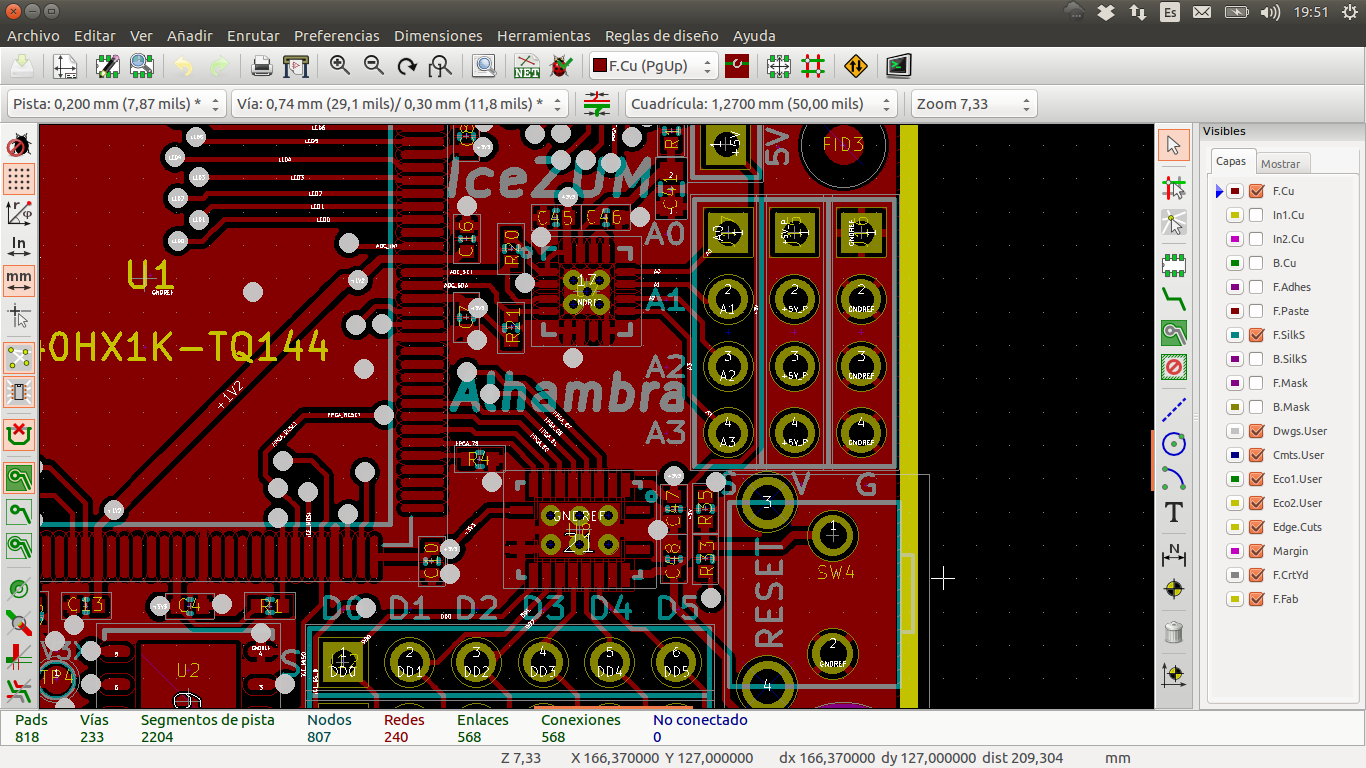 Es 19:51
Archivo Editar Ver Añadir Enrutar Preferencias Dimensiones Herramientas Reglas de diseño Ayuda
NET F.Cu (PgUp)
Pista: 0,200 mm (7,87 mils) * Vía: 0,74 mm (29,1 mils)/ 0,30 mm (11,8 mils) * Cuadrícula: 1,2700 mm (50,00 mils) Zoom 7,33
Visibles
Capas Mostrar
F.Cu
In1.Cu
In2.Cu
B.Cu
F.Adhes
F.Paste
F.SilkS
B.SilkS
F.Mask
B.Mask
Dwgs.User
Cmts.User
Eco1.User
Eco2.User
Edge.Cuts
Margin
F.CrtYd
F.Fab
In
mm
T
N
+5V 5V FID3
IceZUM
C45 C46 A0
C16 R20
U1
GNDREF
17
A1
R21
40HX1K-TQ144
+1V2
A2
Alhambra
A3
R4
2 2 2
A1 +5V_P GNDREF
3 3 3
A2 +5V_P GNDREF
4 4 4
A3 +5V_P GNDREF
S V G
GNDREF
21
C47 R5
C48 R3
3
1
SW4
RESET
2
GNDREF
4
C13 C4 R1
D0 D1 D2 D3 D4 D5
U2
TP4
S
1 2 3 4 5 6
DD0 DD1 DD2 DD3 DD4 DD5
Pads Vías Segmentos de pista Nodos Redes Enlaces Conexiones No conectado
818 233 2204 807 240 568 568 0
Z 7,33 X 166,370000 Y 127,000000 dx 166,370000 dy 127,000000 dist 209,304 mm